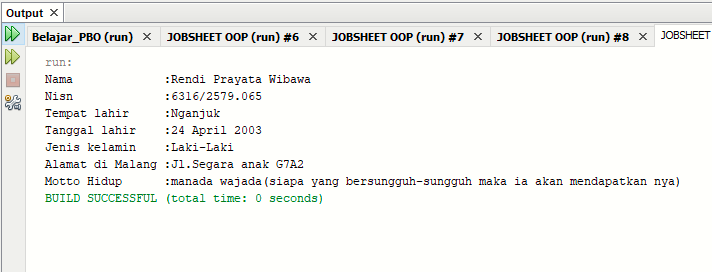 Output
Belajar_PBO (run) JOBSHEET OOP (run) #6 JOBSHEET OOP (run) #7 JOBSHEET OOP (run) #8 JOBSHEET
run:
Nama :Rendi Prayata Wibawa
Nisn :6316/2579.065
Tempat lahir :Nganjuk
Tanggal lahir :24 April 2003
Jenis kelamin :Laki-Laki
Alamat di Malang :Jl.Segara anak G7A2
Motto Hidup :manada wajada(siapa yang bersungguh-sungguh maka ia akan mendapatkan nya)
BUILD SUCCESSFUL (total time: 0 seconds)